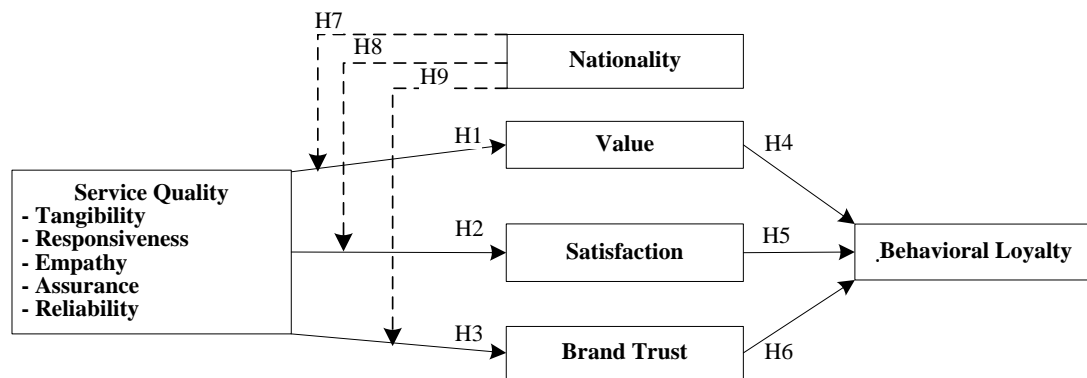 H7
H8
H9
Nationality
H1
Value
H4
Service Quality
- Tangibility
- Responsiveness
- Empathy
- Assurance
- Reliability
H2
Satisfaction
H5
.Behavioral Loyalty
H3
Brand Trust
H6